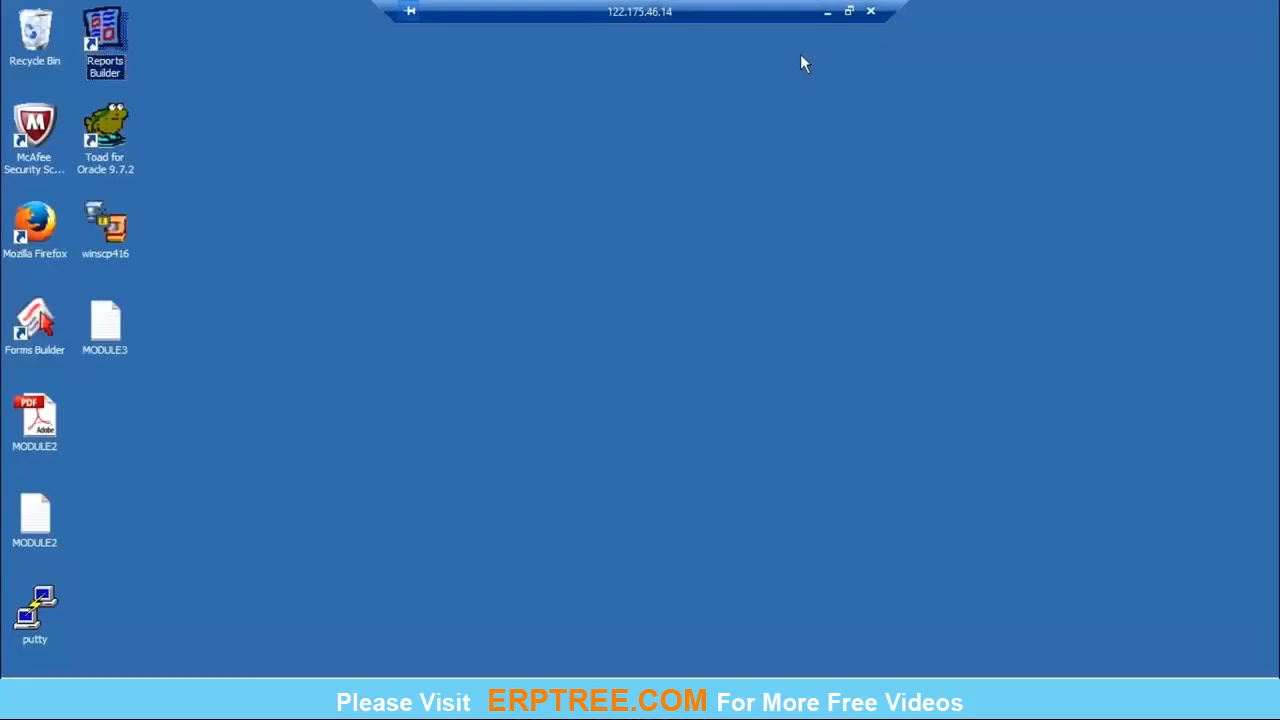 122.175.46.14
Recycle Bin
Reports
Builder
McAfee
Security Sc...
Toad for
Oracle 9.7.2
Mozilla Firefox
winscp416
Forms Builder
MODULE3
PDF
Adobe
MODULE2
MODULE2
putty
Please Visit ERPTREE.COM For More Free Videos